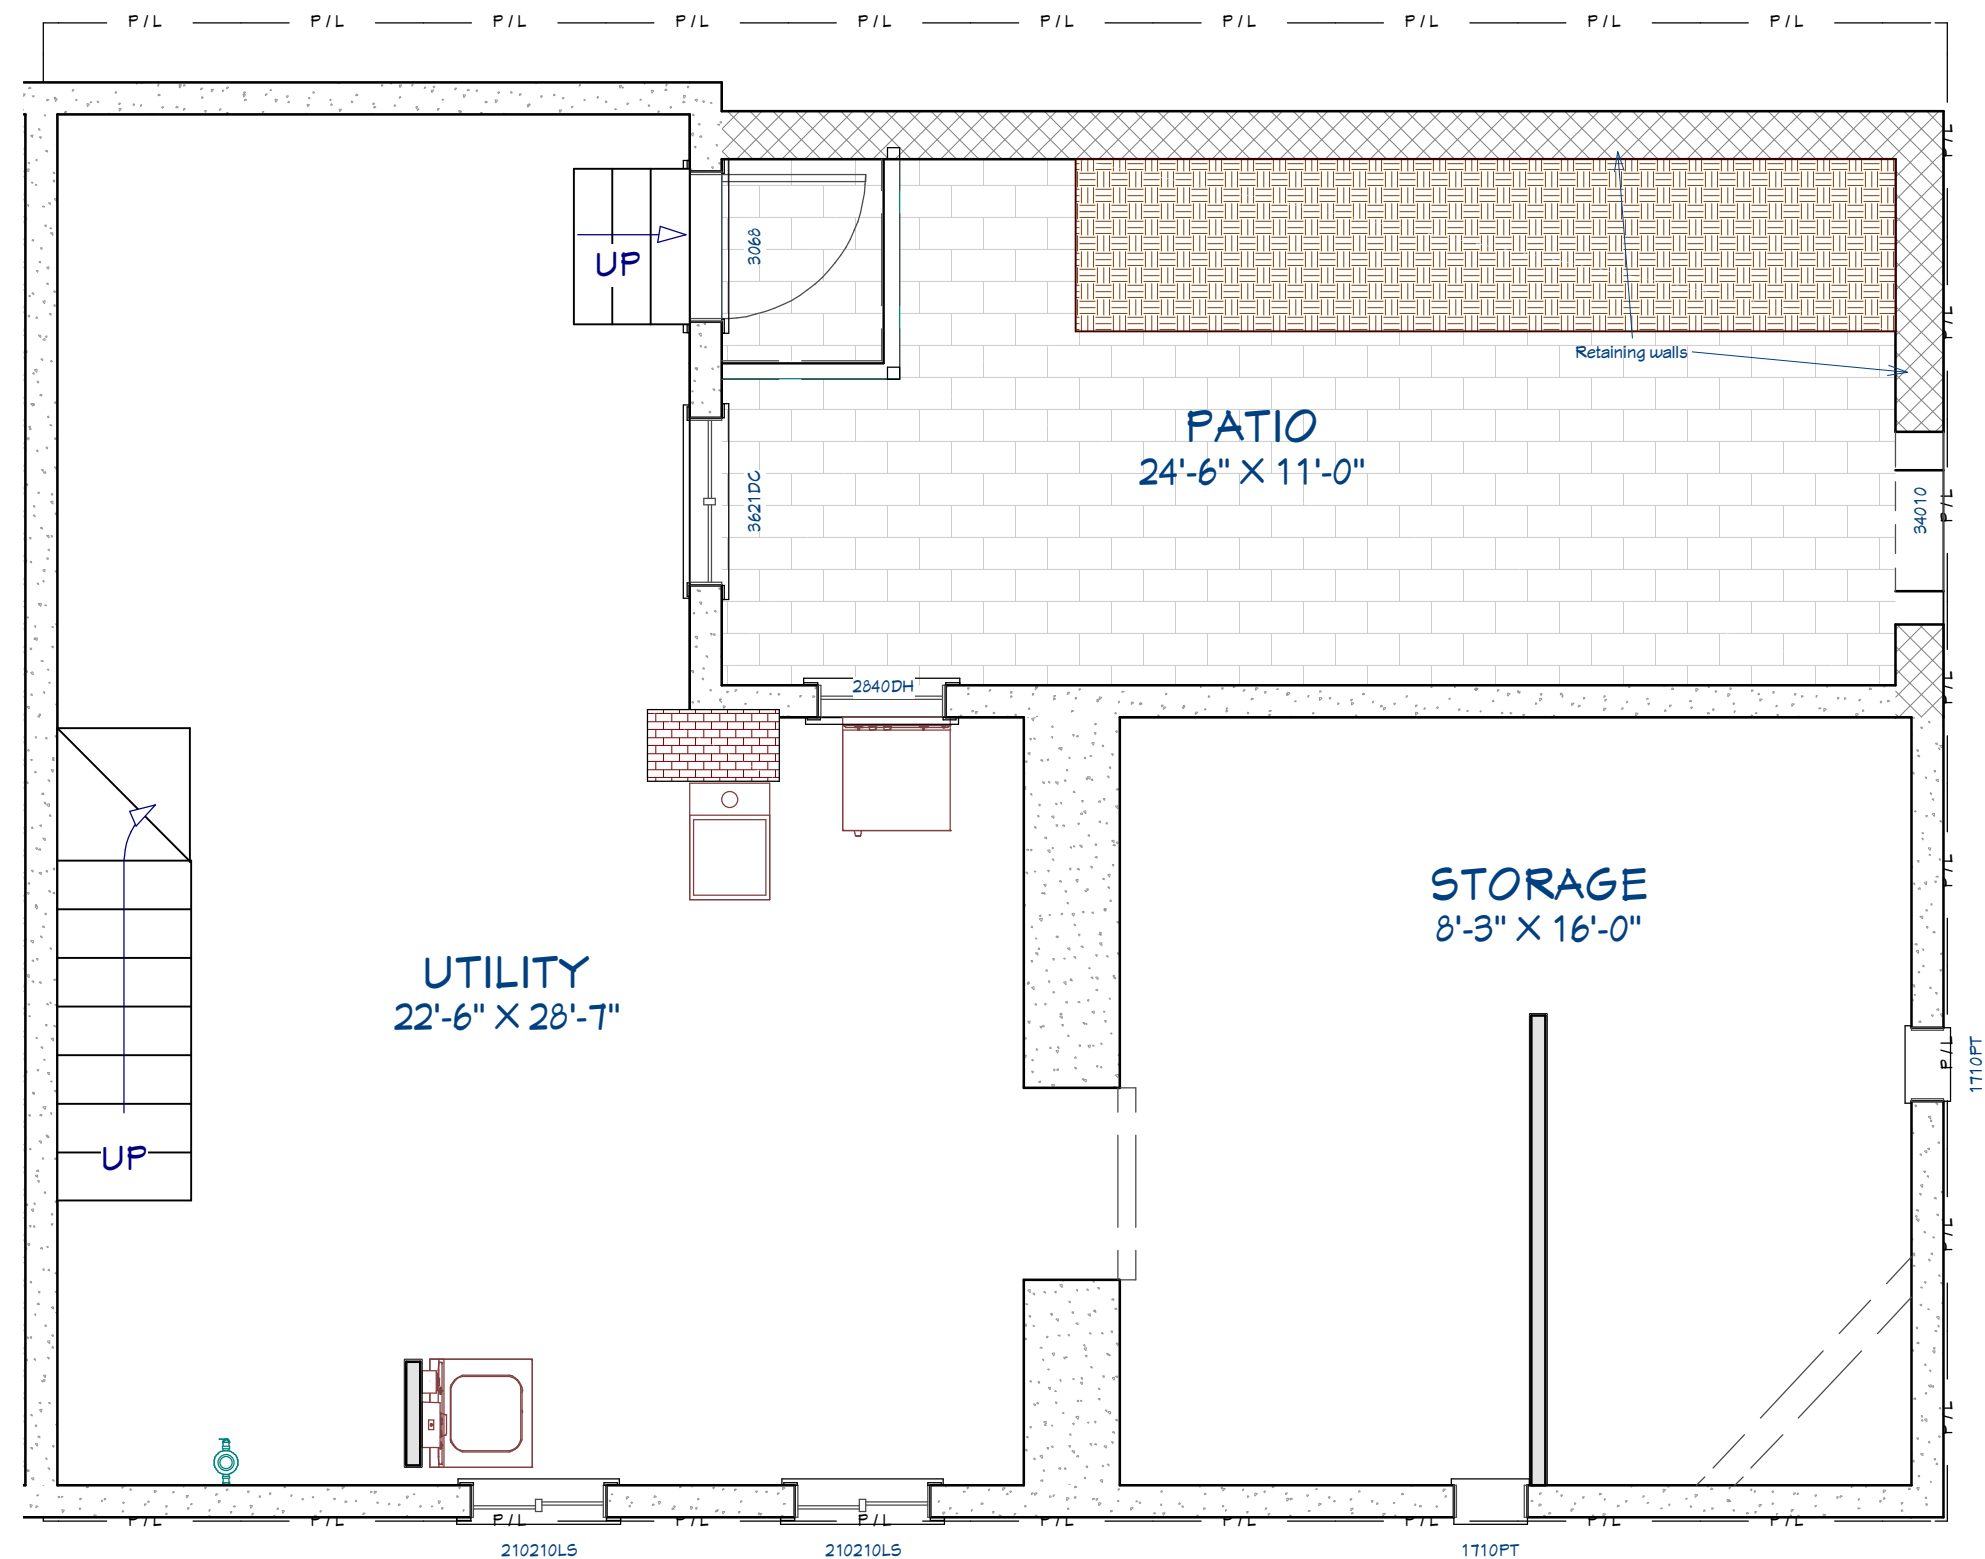 P/L P/L P/L P/L P/L P/L P/L P/L P/L P/L
P/L
3068
UP
P/L
Retaining walls
PATIO
24'-6" X 11'-0"
3621DC
34010
P/L
2840DH
P/L
STORAGE
8'-3" X 16'-0"
P/L
UTILITY
22'-6" X 28'-7"
P/L
1710PT
UP
P/L
P/L
P/L P/L P/L P/L P/L P/L P/L P/L P/L P/L
210210LS 210210LS 1710PT